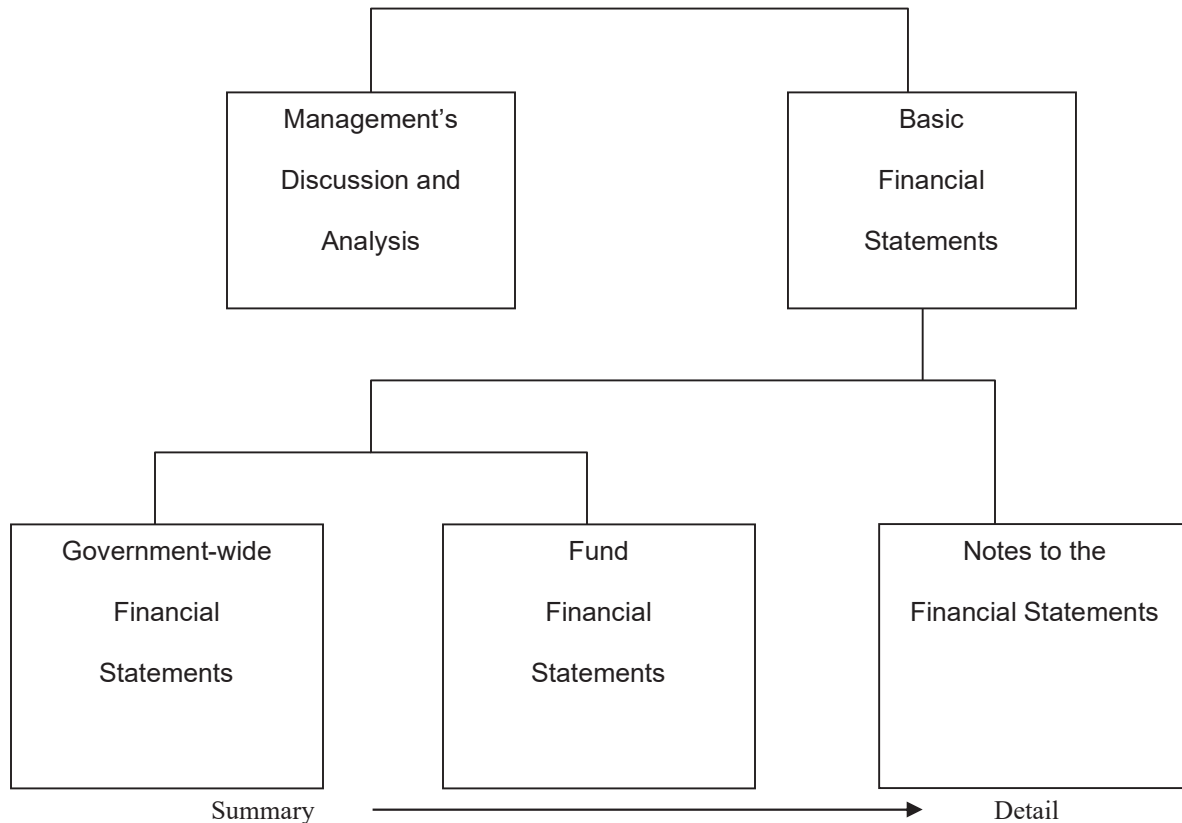 Management’s
Discussion and
Analysis
Basic
Financial
Statements
Government-wide
Financial
Statements
Fund
Financial
Statements
Notes to the
Financial Statements
Summary
Detail